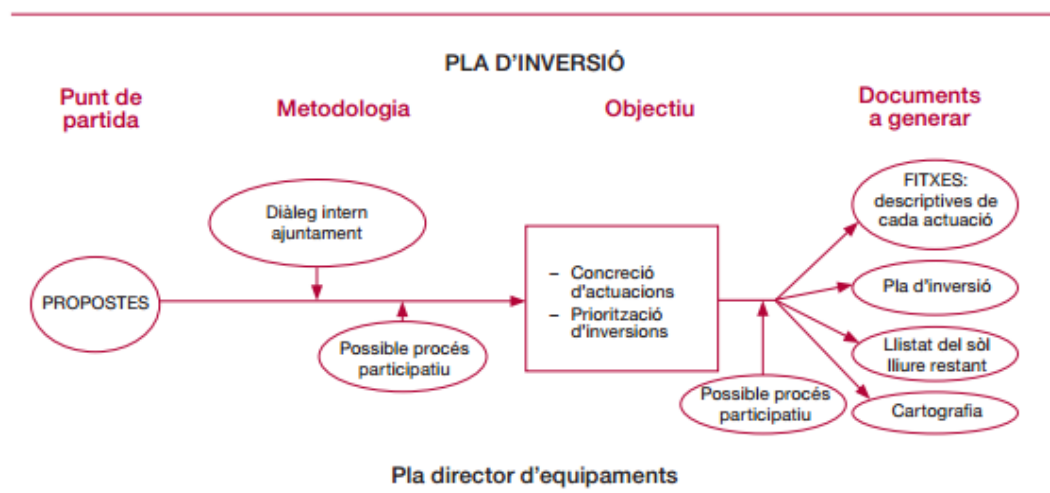 PLA D'INVERSIÓ
Punt de
partida
Metodologia
Objectiu
Documents
a generar
PROPOSTES
Diàleg intern
ajuntament
Possible procés
participatiu
– Concreció
d'actuacions
– Priorització
d'inversions
Possible procés
participatiu
FITXES:
descriptives de
cada actuació
Pla d'inversió
Llistat del sòl
lliure restant
Cartografia
Pla director d'equipaments